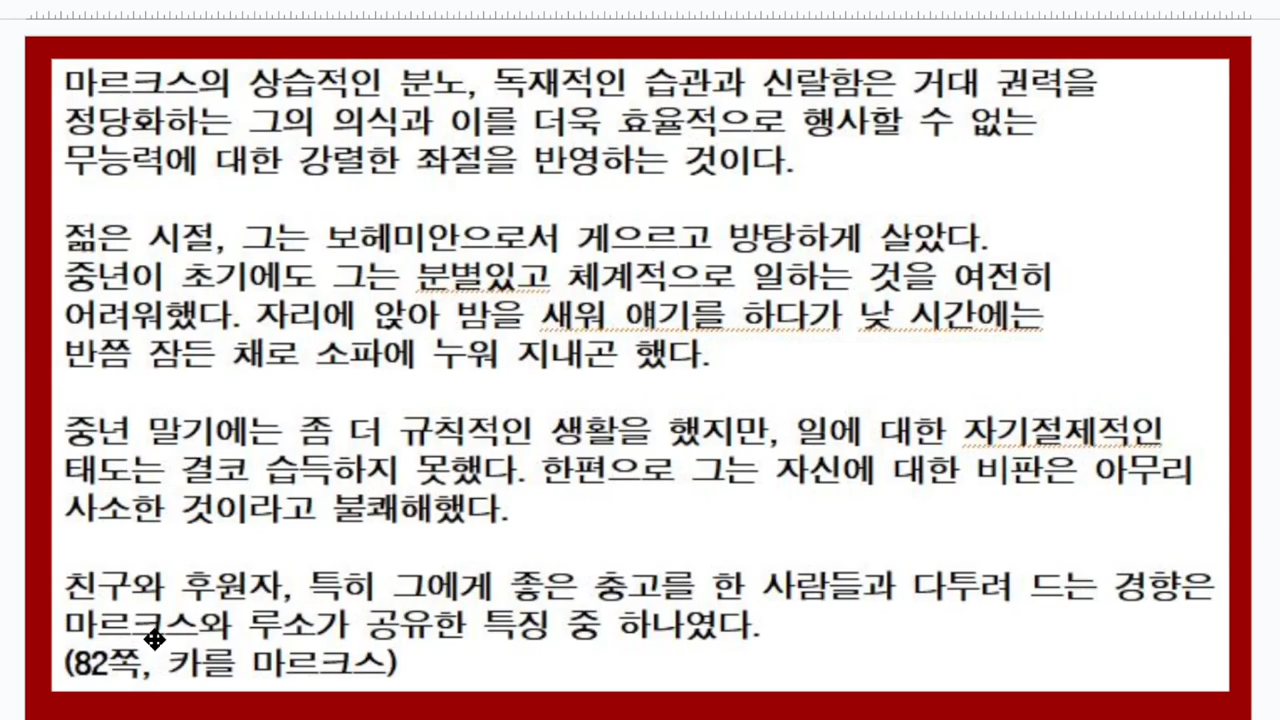 마르크스의 상습적인 분노, 독재적인 습관과 신랄함은 거대 권력을
정당화하는 그의 의식과 이를 더욱 효율적으로 행사할 수 없는
무능력에 대한 강렬한 좌절을 반영하는 것이다.
젊은 시절, 그는 보헤미안으로서 게으르고 방탕하게 살았다.
중년이 초기에도 그는 분별있고 체계적으로 일하는 것을 여전히
어려워했다. 자리에 앉아 밤을 새워 얘기를 하다가 낮 시간에는
반쯤 잠든 채로 소파에 누워 지내곤 했다.
중년 말기에는 좀 더 규칙적인 생활을 했지만, 일에 대한 자기절제적인
태도는 결코 습득하지 못했다. 한편으로 그는 자신에 대한 비판은 아무리
사소한 것이라고 불쾌해했다.
친구와 후원자, 특히 그에게 좋은 충고를 한 사람들과 다투려 드는 경향은
마르크스와 루소가 공유한 특징 중 하나였다.
(82쪽, 카를 마르크스)